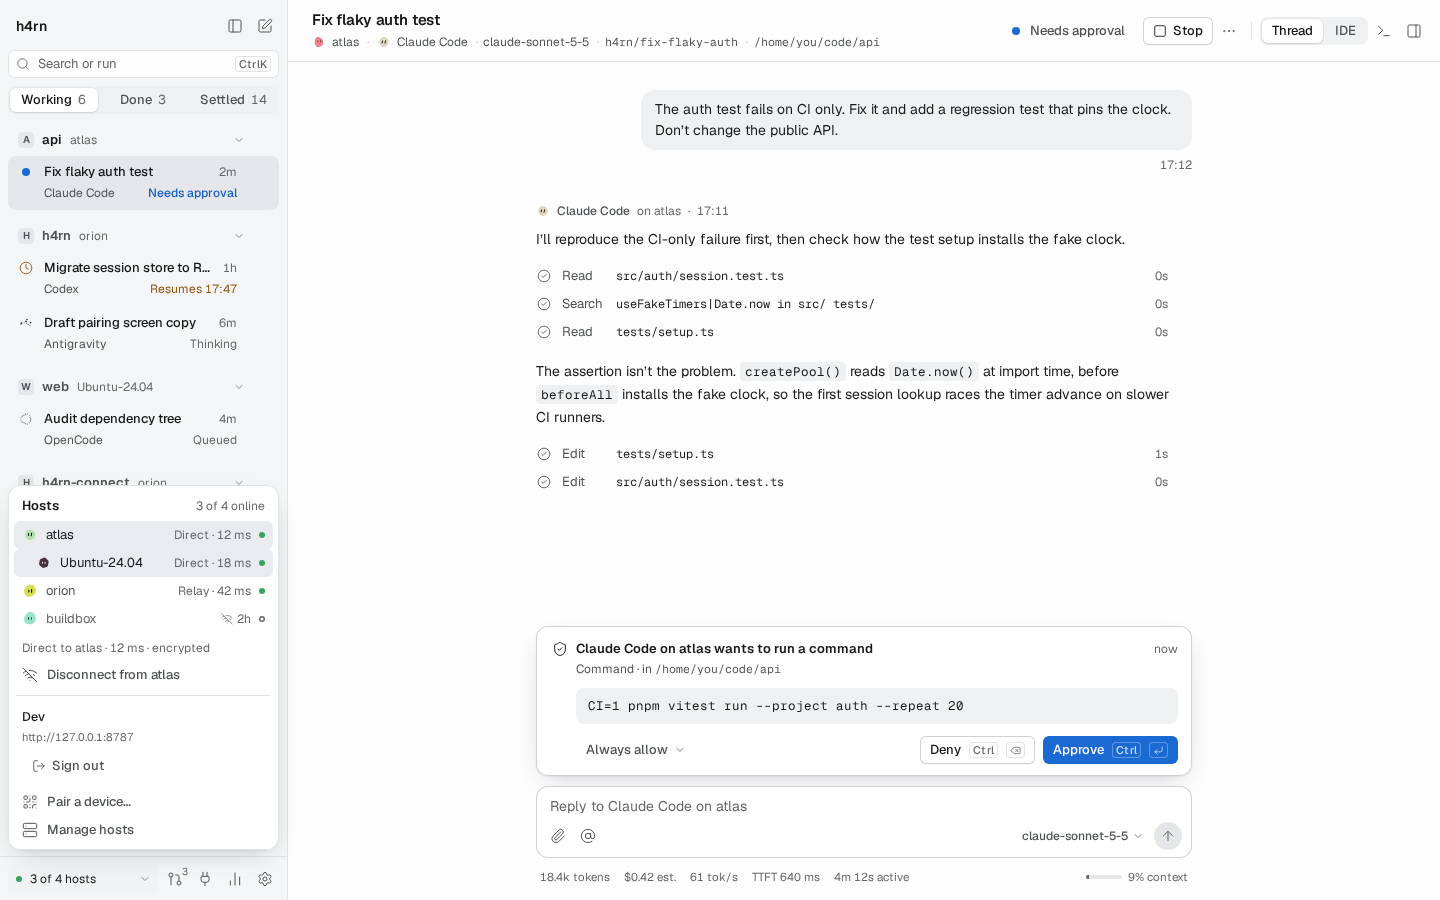 h4rn
Search or run CtrlK
Working 6 Done 3 Settled 14
A api atlas
Fix flaky auth test 2m
Claude Code Needs approval
H h4rn orion
Migrate session store to R... 1h
Codex Resumes 17:47
Draft pairing screen copy 6m
Antigravity Thinking
W web Ubuntu-24.04
Audit dependency tree 4m
OpenCode Queued
H h4rn-connect orion
Hosts 3 of 4 online
atlas Direct · 12 ms
Ubuntu-24.04 Direct · 18 ms
orion Relay · 42 ms
buildbox 2h
Direct to atlas · 12 ms · encrypted
Disconnect from atlas
Dev
http://127.0.0.1:8787
Sign out
Pair a device...
Manage hosts
3 of 4 hosts 3
Fix flaky auth test
atlas · Claude Code · claude-sonnet-5-5 · h4rn/fix-flaky-auth · /home/you/code/api
Needs approval Stop Thread IDE
The auth test fails on CI only. Fix it and add a regression test that pins the clock.
Don’t change the public API.
17:12
Claude Code on atlas · 17:11
I’ll reproduce the CI-only failure first, then check how the test setup installs the fake clock.
Read src/auth/session.test.ts 0s
Search useFakeTimers|Date.now in src/ tests/ 0s
Read tests/setup.ts 0s
The assertion isn’t the problem. createPool() reads Date.now() at import time, before
beforeAll installs the fake clock, so the first session lookup races the timer advance on slower
CI runners.
Edit tests/setup.ts 1s
Edit src/auth/session.test.ts 0s
Claude Code on atlas wants to run a command now
Command · in /home/you/code/api
CI=1 pnpm vitest run --project auth --repeat 20
Always allow Deny Ctrl Approve Ctrl
Reply to Claude Code on atlas
claude-sonnet-5-5
18.4k tokens $0.42 est. 61 tok/s TTFT 640 ms 4m 12s active 9% context